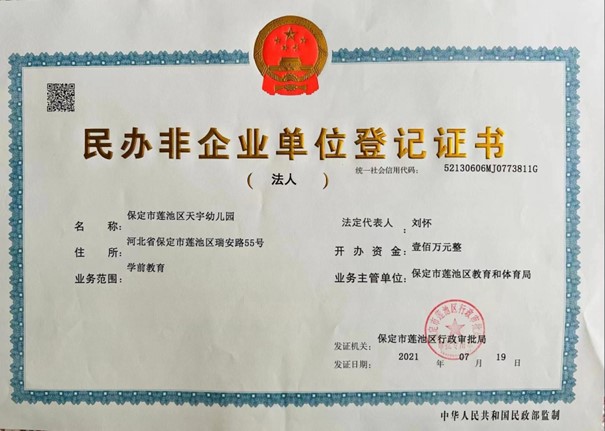 民办非企业单位登记证书
(法人)
统一社会信用代码: 52130606MJ0773811G
名称: 保定市莲池区天宇幼儿园
法定代表人: 刘怀
住所: 河北省保定市莲池区瑞安路55号
开办资金: 壹佰万元整
业务范围: 学前教育
业务主管单位: 保定市莲池区教育和体育局
发证机关: 保定市莲池区行政审批局
发证日期: 2021 年 07 月 19 日
中华人民共和国民政部监制